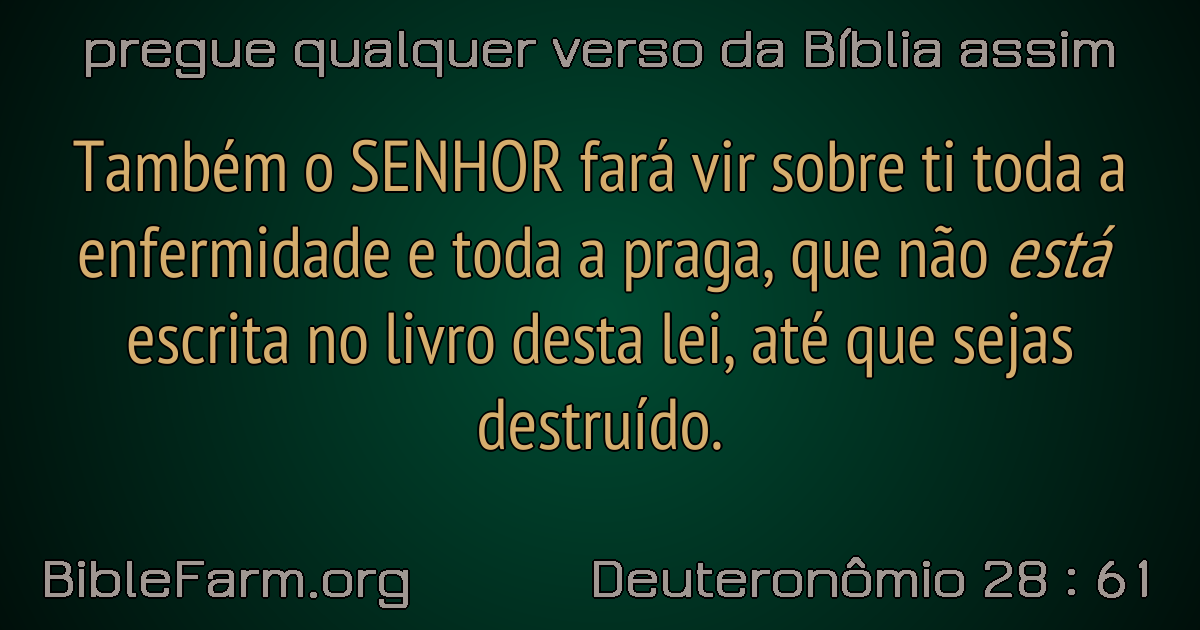 pregue qualquer verso da Bíblia assim
Também o SENHOR fará vir sobre ti toda a
enfermidade e toda a praga, que não está
escrita no livro desta lei, até que sejas
destruído.
BibleFarm.org
Deuteronômio 28 : 61